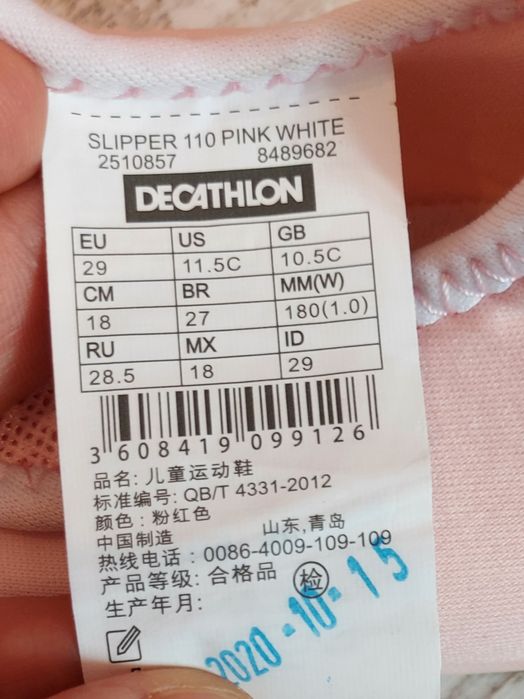 SLIPPER 110 PINK WHITE
2510857 8489682
DECATHLON
EU US GB
29 11.5C 10.5C
CM BR MM(W)
18 27 180(1.0)
RU MX ID
28.5 18 29
3 608419 099126
品名: 儿童运动鞋
标准编号: QB/T 4331-2012
颜色: 粉红色
中国制造 山东,青岛
热线电话: 0086-4009-109-109
产品等级: 合格品 检
生产年月:
2020-10-15